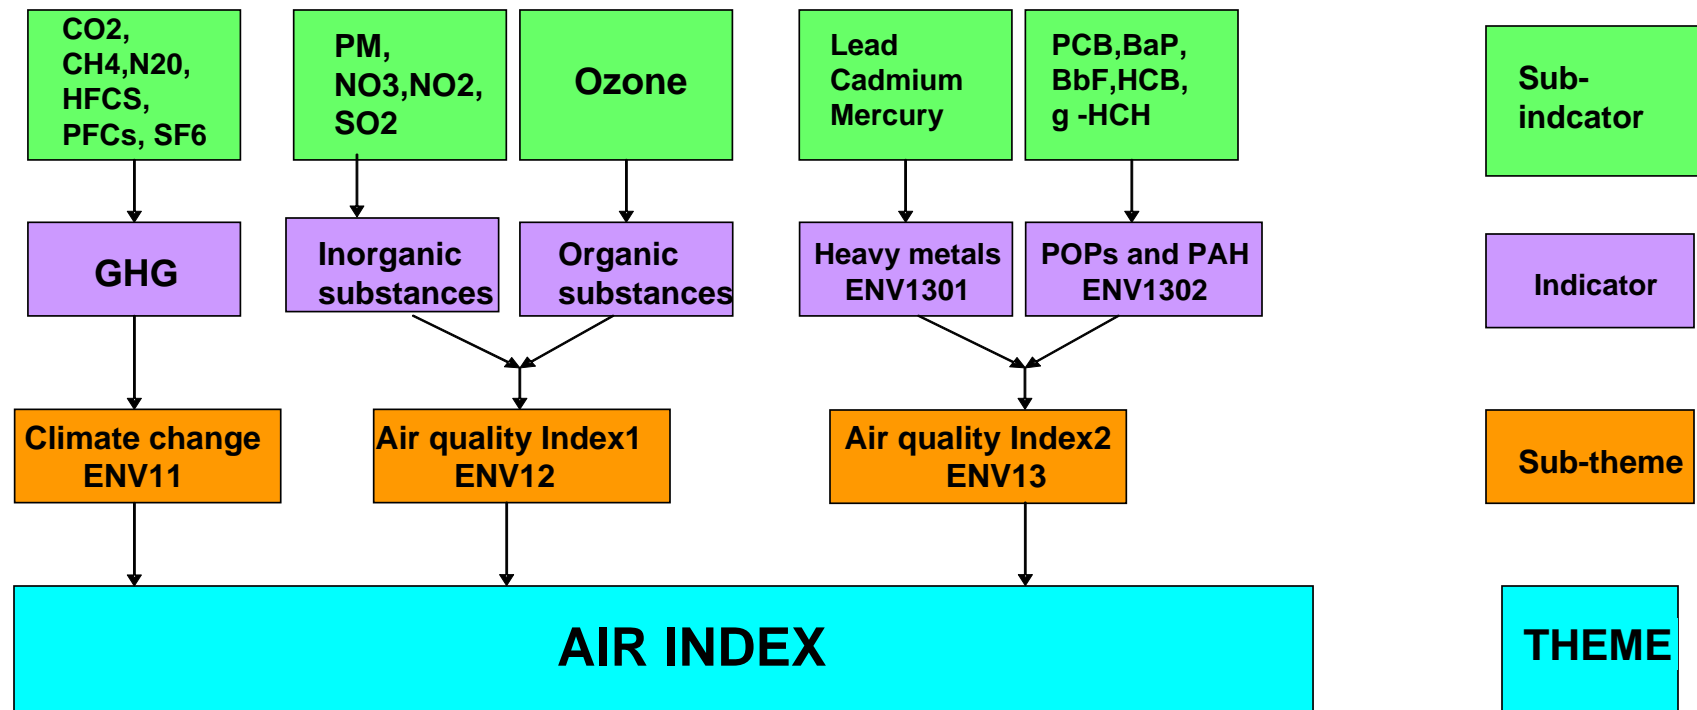 CO2,
CH4,N20,
HFCS,
PFCs, SF6
PM,
NO3,NO2,
SO2
Ozone
Lead
Cadmium
Mercury
PCB,BaP,
BbF,HCB,
g -HCH
Sub-
indcator
GHG
Inorganic
substances
Organic
substances
Heavy metals
ENV1301
POPs and PAH
ENV1302
Indicator
Climate change
ENV11
Air quality Index1
ENV12
Air quality Index2
ENV13
Sub-theme
AIR INDEX
THEME